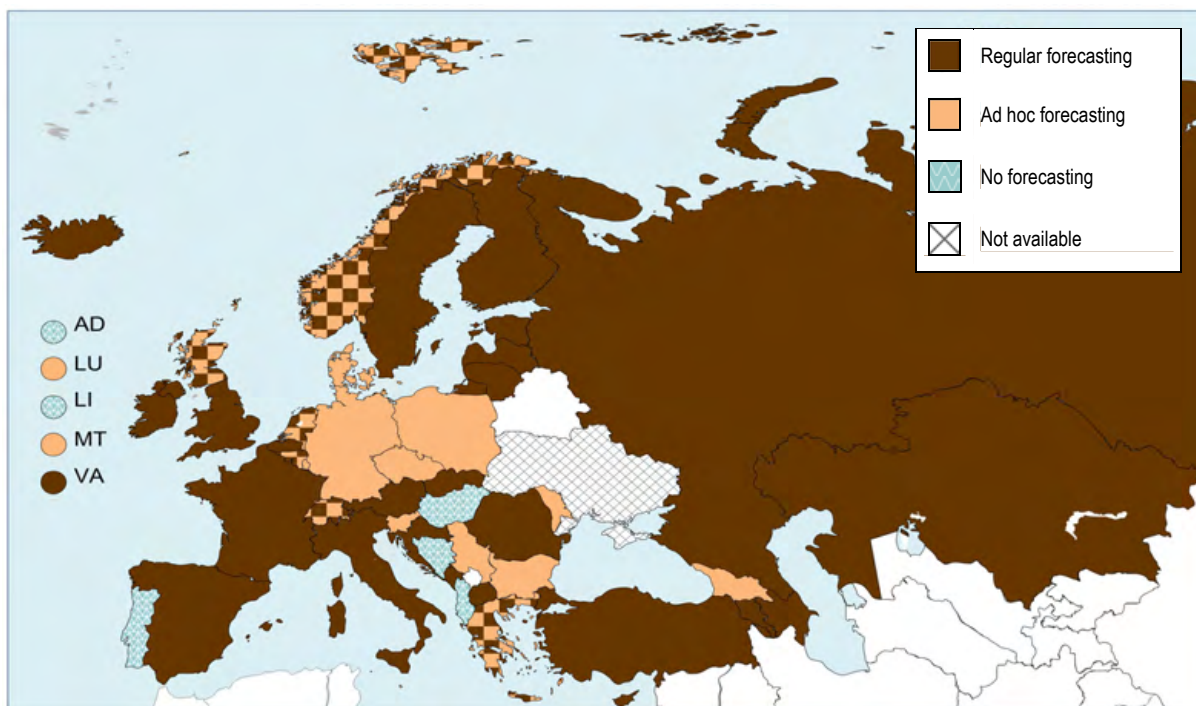 Regular forecasting
Ad hoc forecasting
No forecasting
Not available
AD
LU
LI
MT
VA